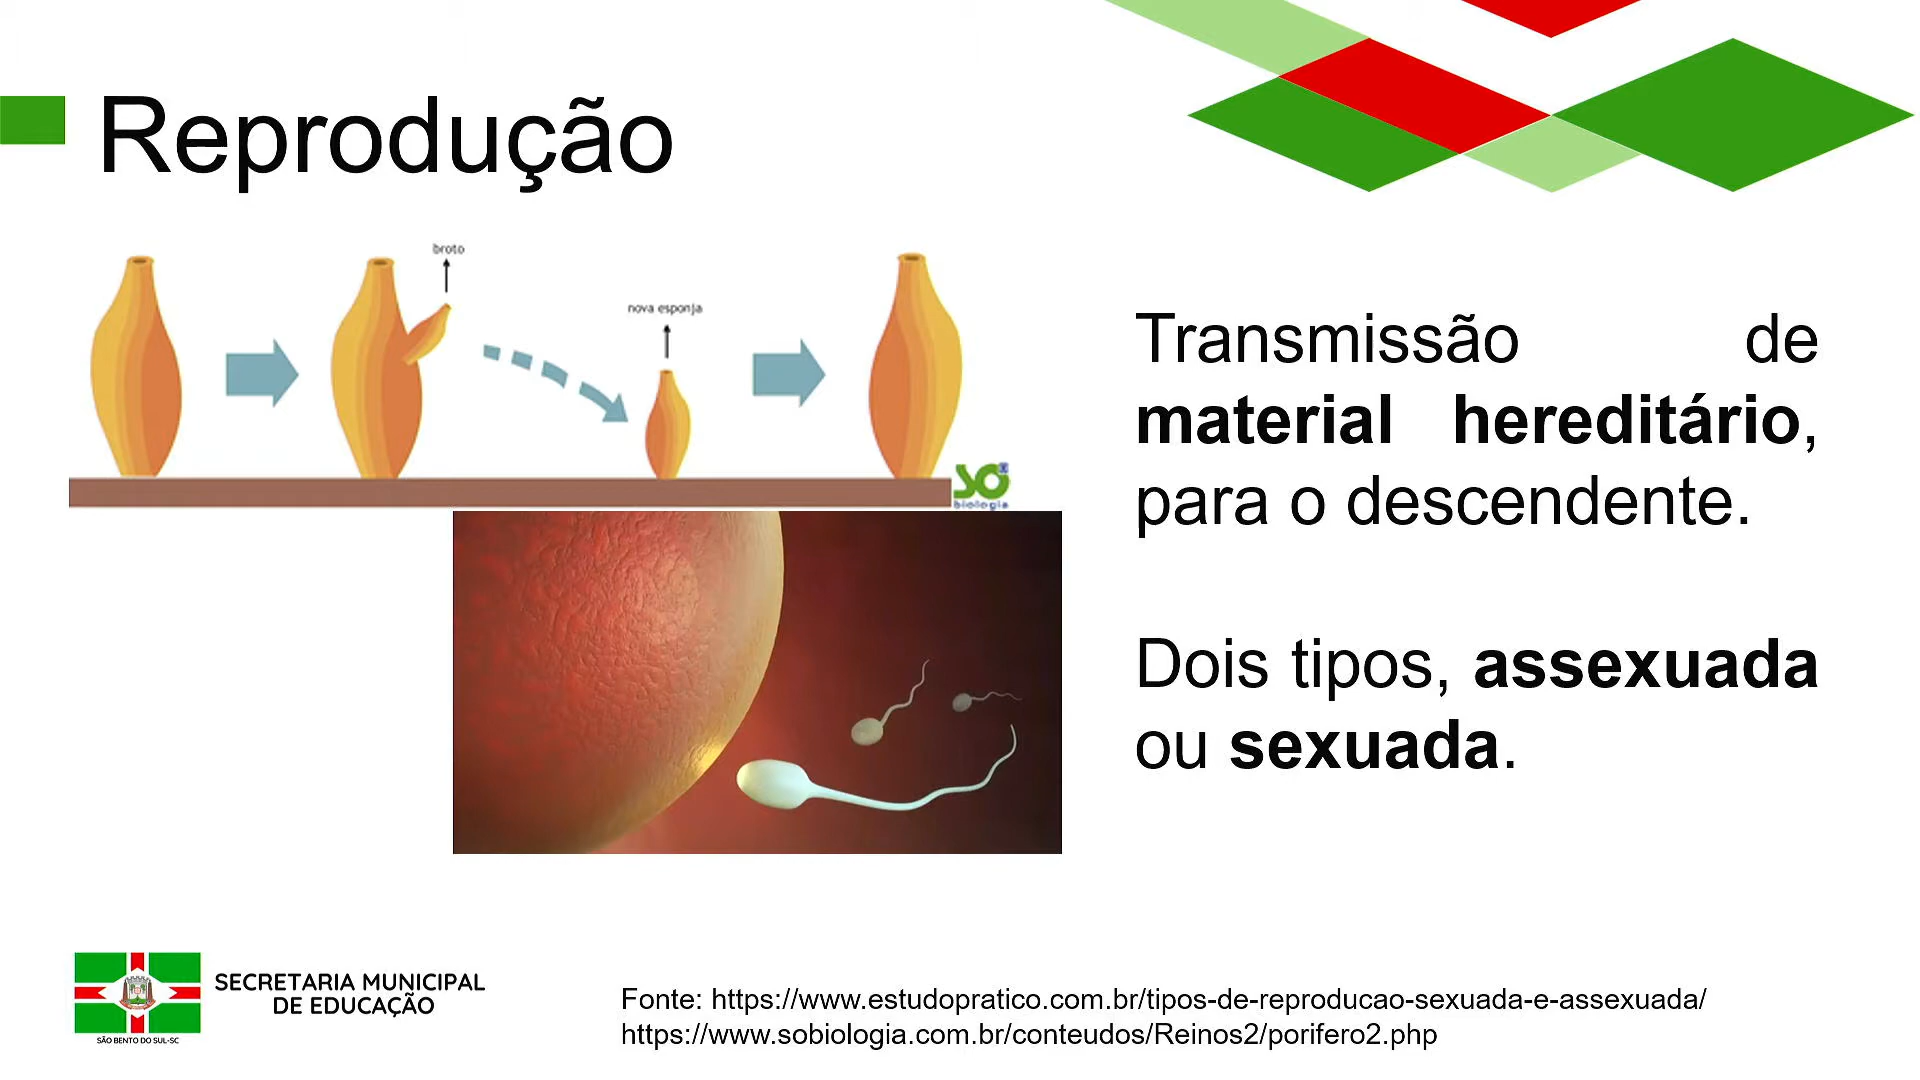 Reprodução
broto
nova esponja
Transmissão de
material hereditário,
para o descendente.
Dois tipos, assexuada
ou sexuada.
SÓ
biologia
SECRETARIA MUNICIPAL
DE EDUCAÇÃO
SÃO BENTO DO SUL-SC
Fonte: https://www.estudopratico.com.br/tipos-de-reproducao-sexuada-e-assexuada/
https://www.sobiologia.com.br/conteudos/Reinos2/porifero2.php